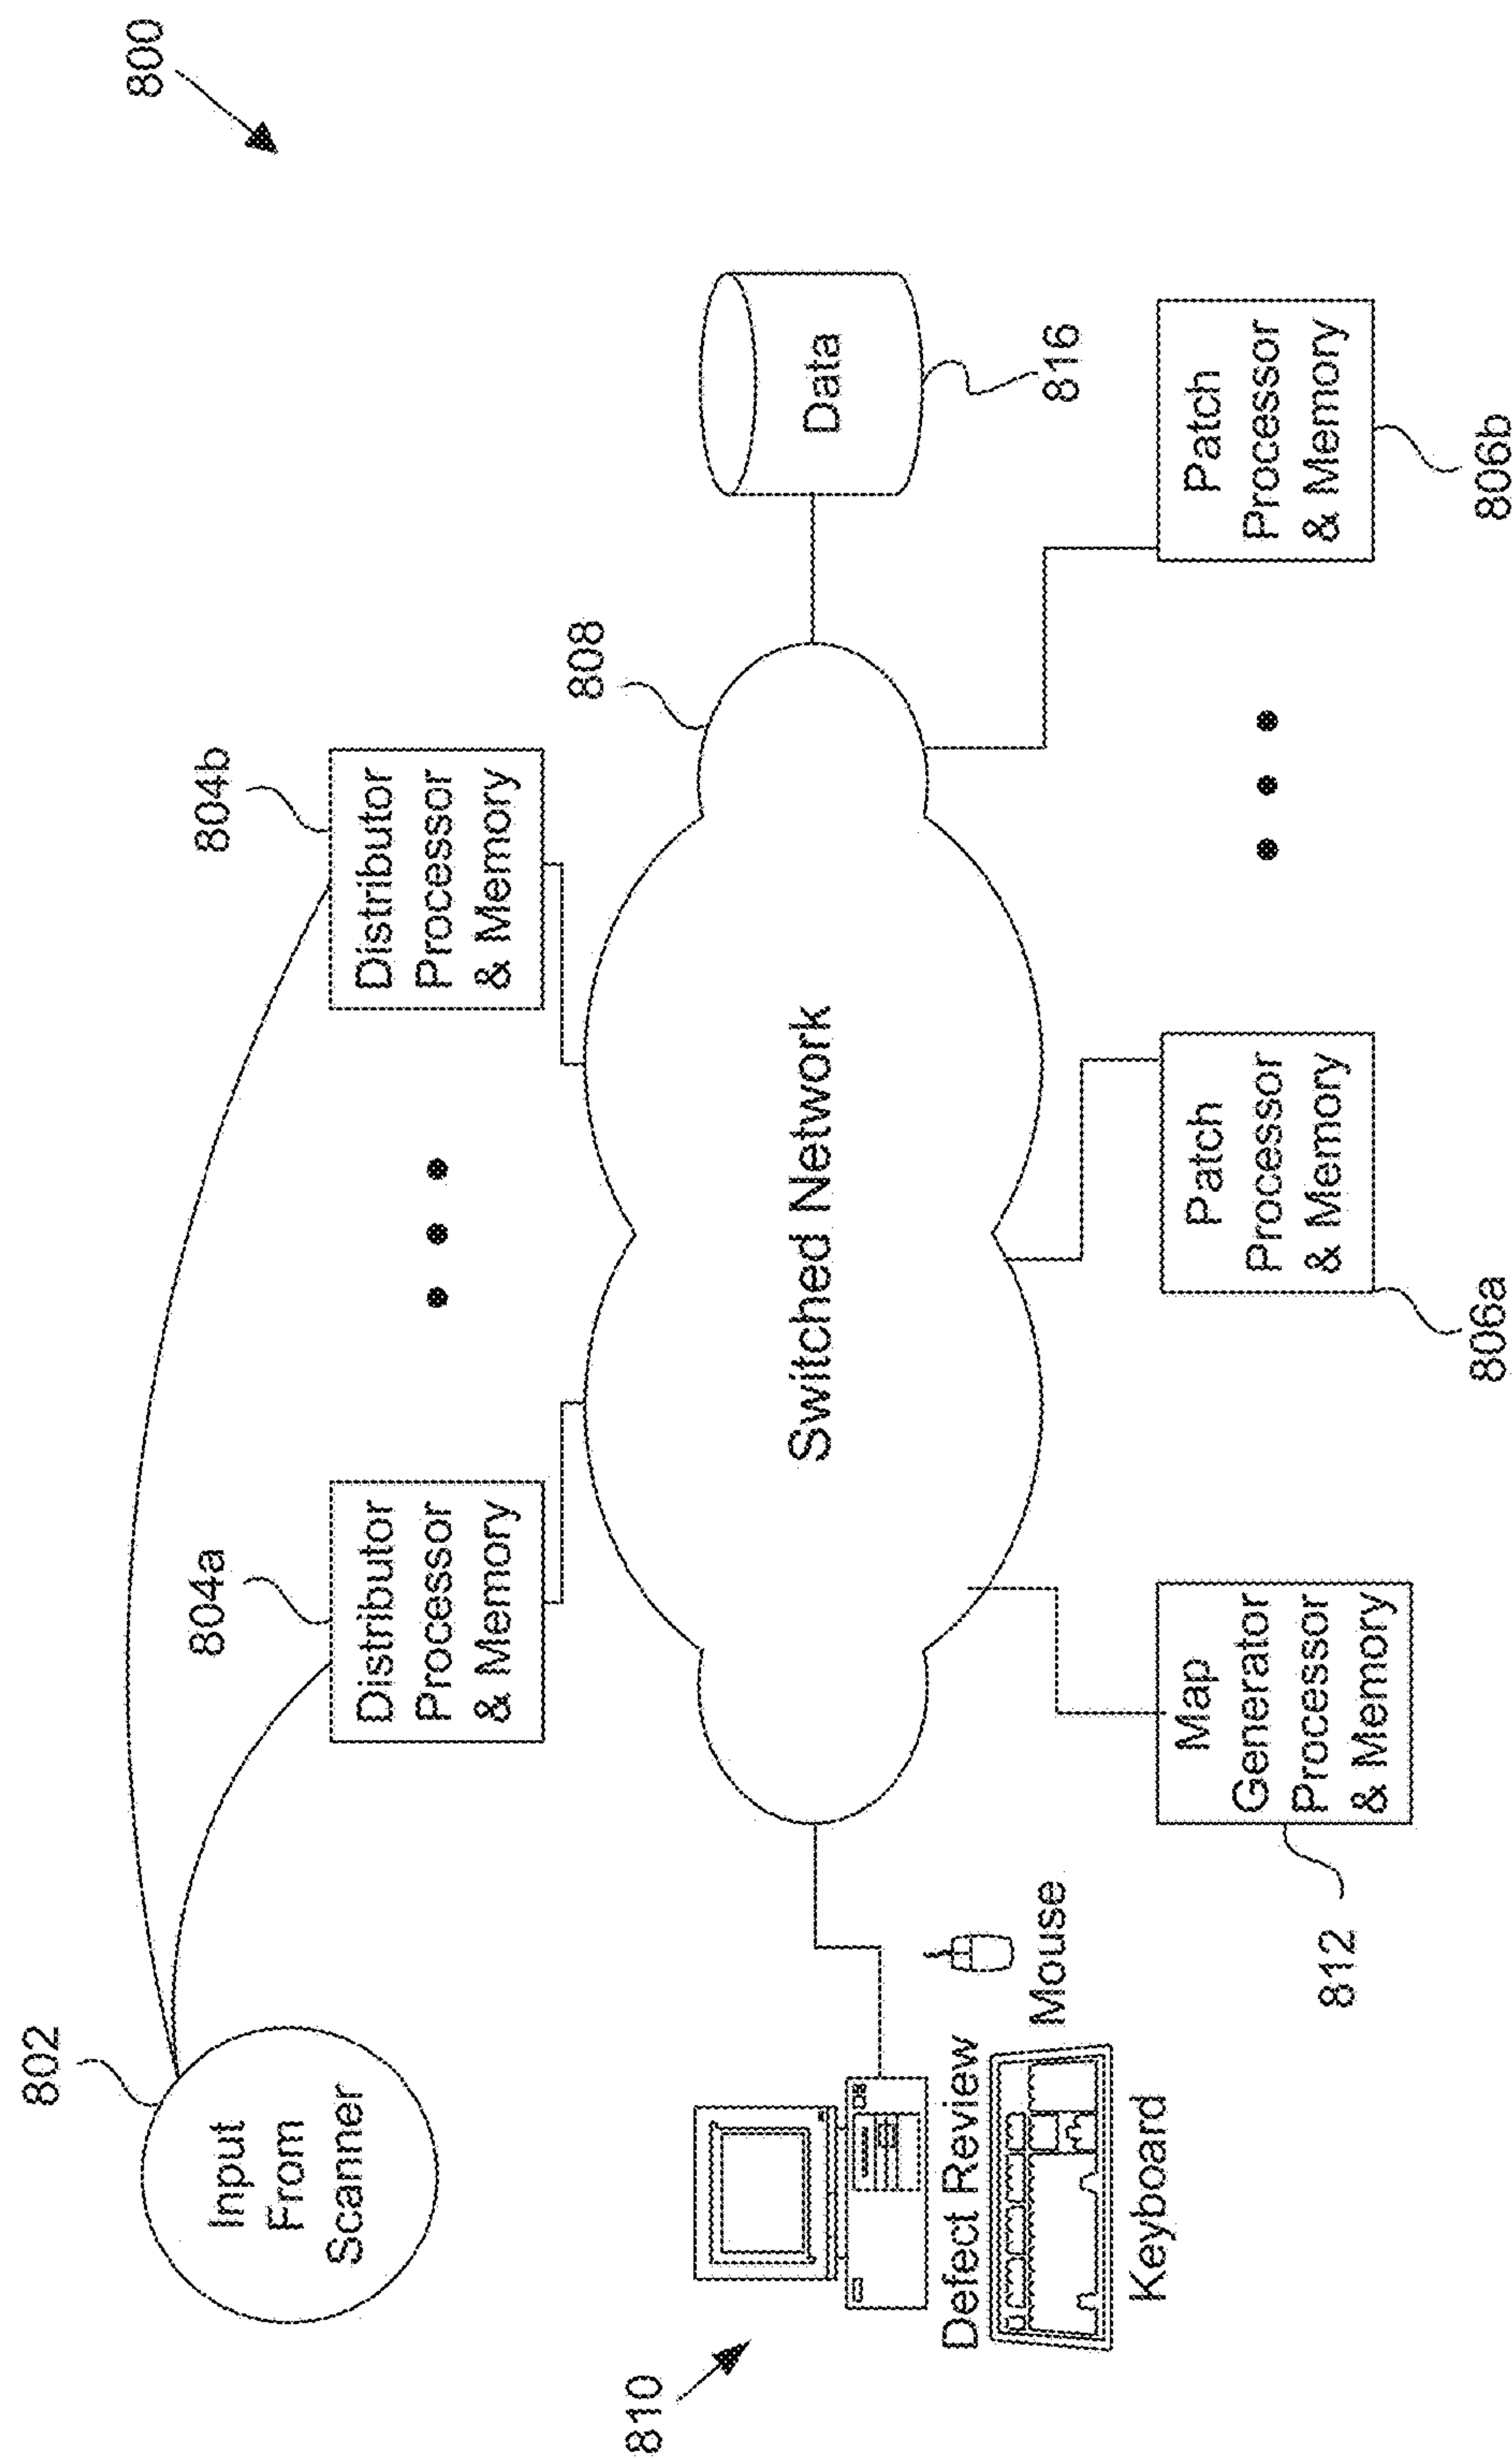 800
802
Input
From
Scanner
804a
Distributor
Processor
& Memory
804b
Distributor
Processor
& Memory
808
Switched Network
Data
816
810
Defect Review
Mouse
Keyboard
812
Map
Generator
Processor
& Memory
806a
Patch
Processor
& Memory
806b
Patch
Processor
& Memory